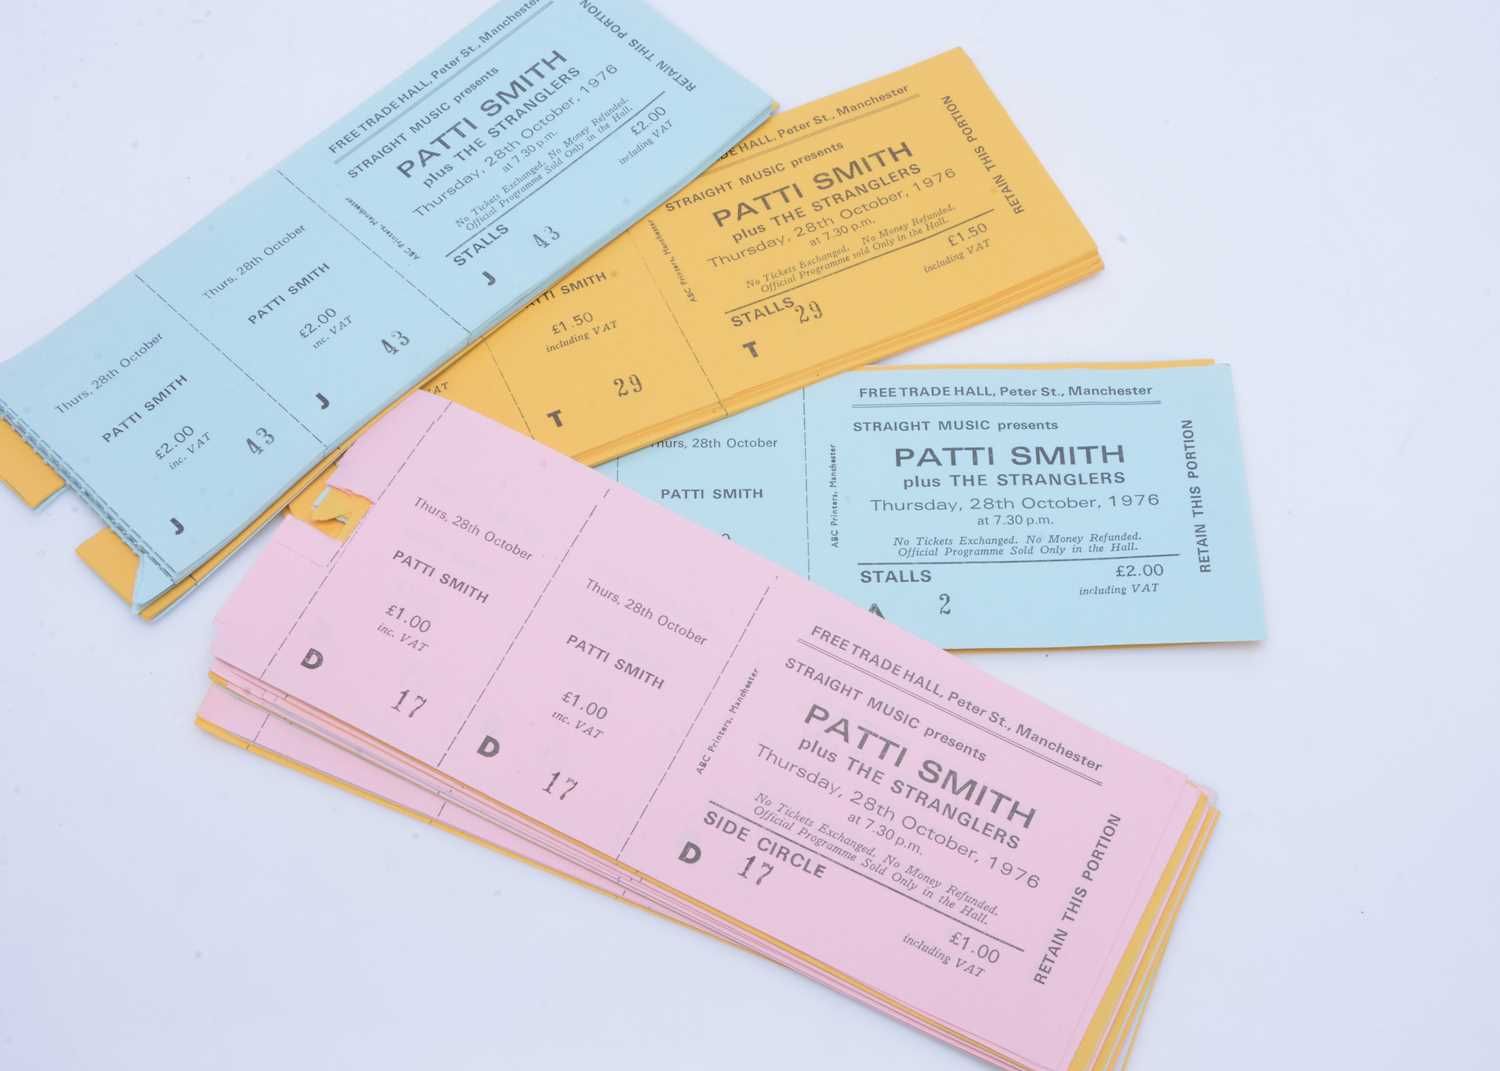 FREE TRADE HALL, Peter St., Manchester
STRAIGHT MUSIC presents
PATTI SMITH
plus THE STRANGLERS
Thursday, 28th October, 1976
at 7.30 p.m.
No Tickets Exchanged. No Money Refunded.
Official Programme Sold Only in the Hall.
STALLS
£2.00
including VAT
J 43
RETAIN THIS PORTION
ABC Printers, Manchester
Thurs, 28th October
PATTI SMITH
£2.00
inc. VAT
J 43
Thurs, 28th October
PATTI SMITH
£2.00
inc. VAT
J 43
HALL, Peter St., Manchester
STRAIGHT MUSIC presents
PATTI SMITH
plus THE STRANGLERS
Thursday, 28th October, 1976
at 7.30 p.m.
No Tickets Exchanged. No Money Refunded.
Official Programme sold Only in the Hall.
£1.50
including VAT
STALLS 29
T
RETAIN THIS PORTION
ABC Printers, Manchester
SMITH
£1.50
including VAT
T 29
VAT
FREE TRADE HALL, Peter St., Manchester
STRAIGHT MUSIC presents
PATTI SMITH
plus THE STRANGLERS
Thursday, 28th October, 1976
at 7.30 p.m.
No Tickets Exchanged. No Money Refunded.
Official Programme Sold Only in the Hall.
STALLS
£2.00
including VAT
A 2
RETAIN THIS PORTION
ABC Printers, Manchester
28th October
PATTI SMITH
Thurs, 28th October
PATTI SMITH
£1.00
inc. VAT
D 17
Thurs, 28th October
PATTI SMITH
£1.00
inc. VAT
D 17
ABC Printers, Manchester
FREE TRADE HALL, Peter St., Manchester
STRAIGHT MUSIC presents
PATTI SMITH
plus THE STRANGLERS
Thursday, 28th October, 1976
at 7.30 p.m.
No Tickets Exchanged. No Money Refunded.
Official Programme Sold Only in the Hall.
SIDE CIRCLE
D 17
£1.00
including VAT
RETAIN THIS PORTION